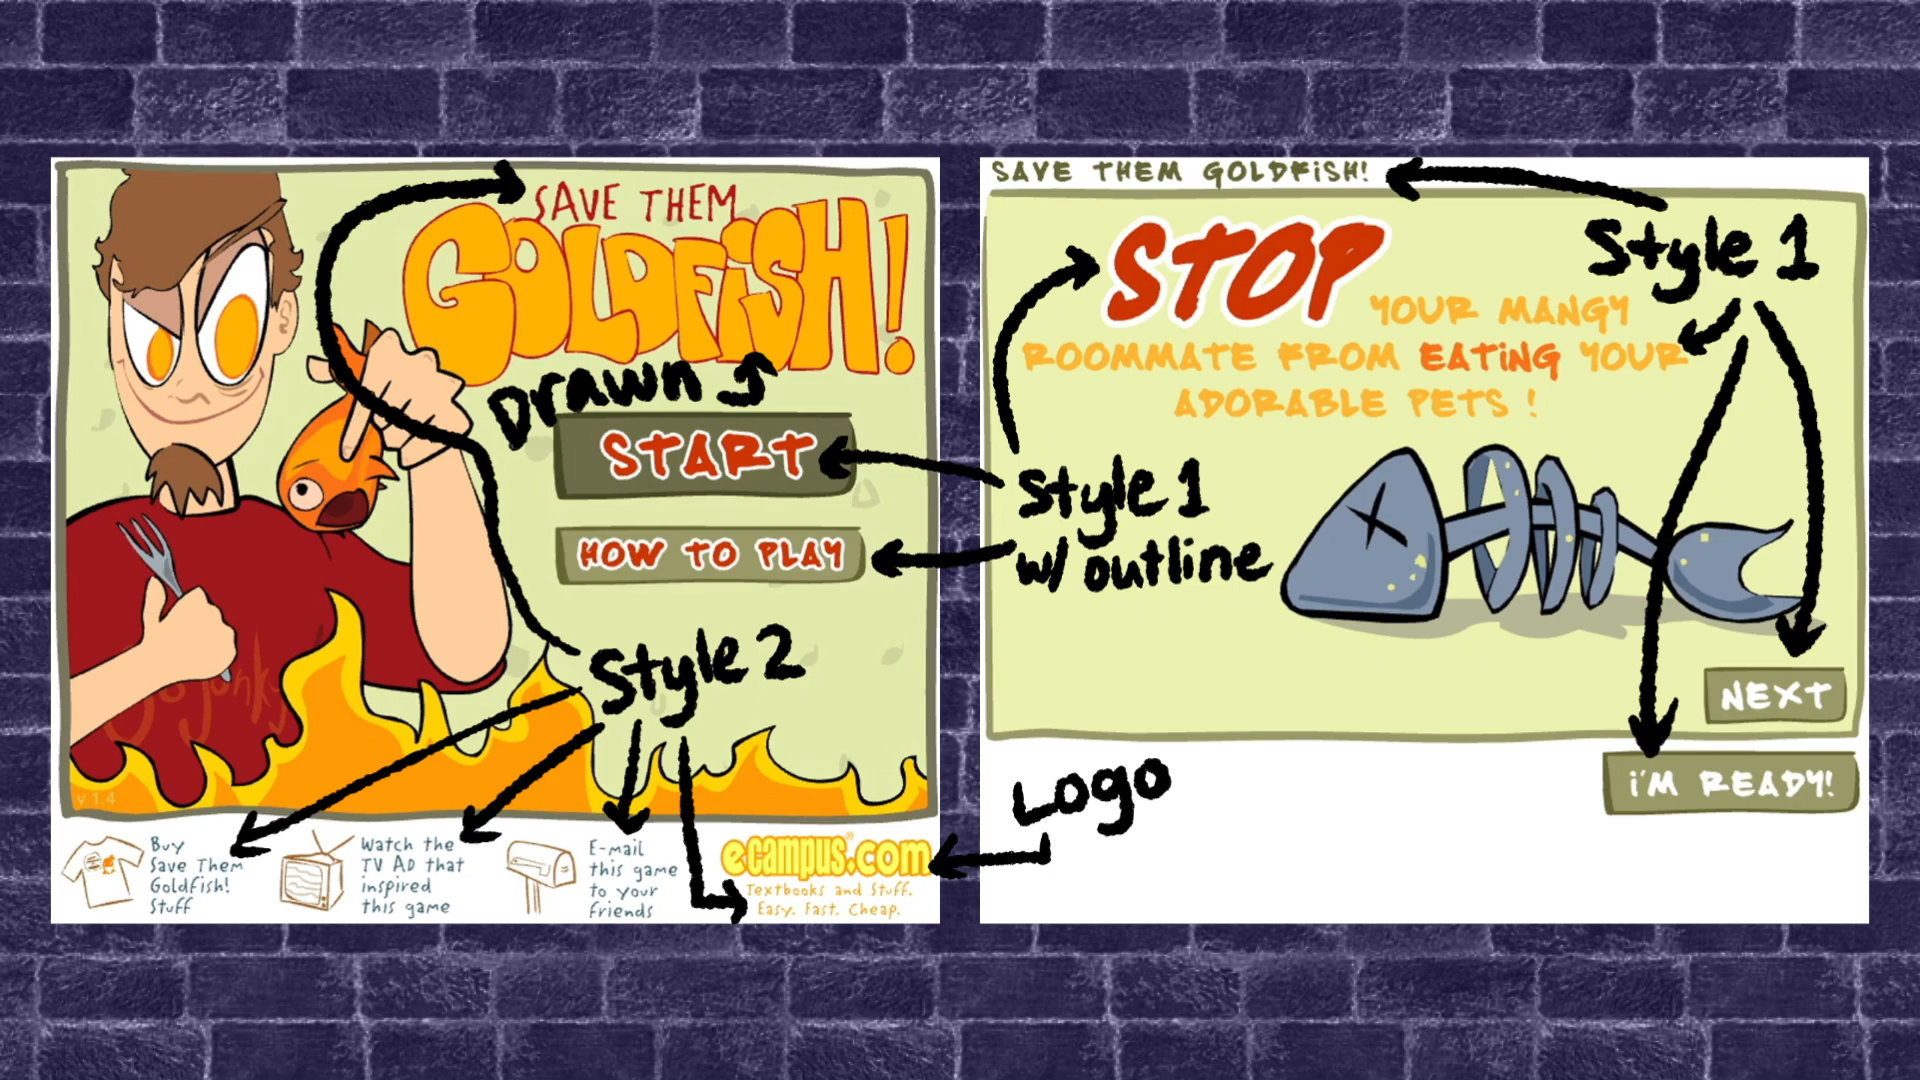 SAVE THEM
GOLDFiSH!
Drawn
START
HOW TO PLAY
Style 2
v 1.4
Buy
Save Them
Goldfish!
Stuff
Watch the
TV AD that
inspired
this game
E-mail
this game
to your
friends
ecampus.com
Textbooks and Stuff.
Easy. Fast. Cheap.
SAVE THEM GOLDFiSH!
Style 1
STOP YOUR MANGY
ROOMMATE FROM EATiNG YOUR
ADORABLE PETS !
Style 1
w/ outline
NEXT
i'M READY!
Logo